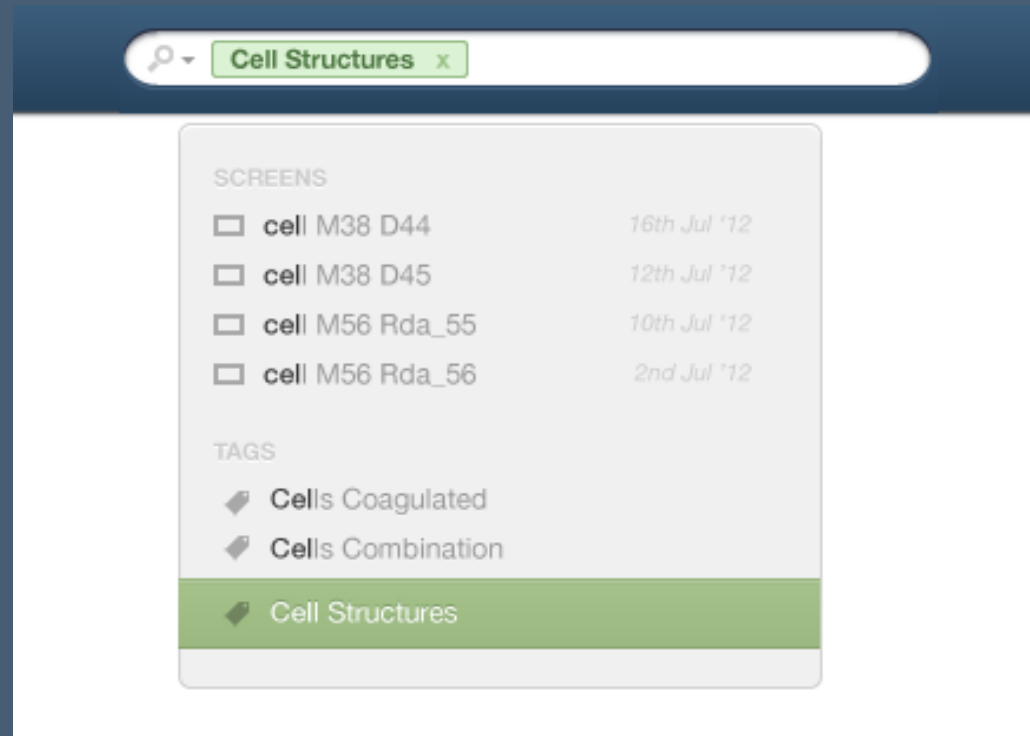 Cell Structures x
SCREENS
cell M38 D44 16th Jul '12
cell M38 D45 12th Jul '12
cell M56 Rda_55 10th Jul '12
cell M56 Rda_56 2nd Jul '12
TAGS
Cells Coagulated
Cells Combination
Cell Structures